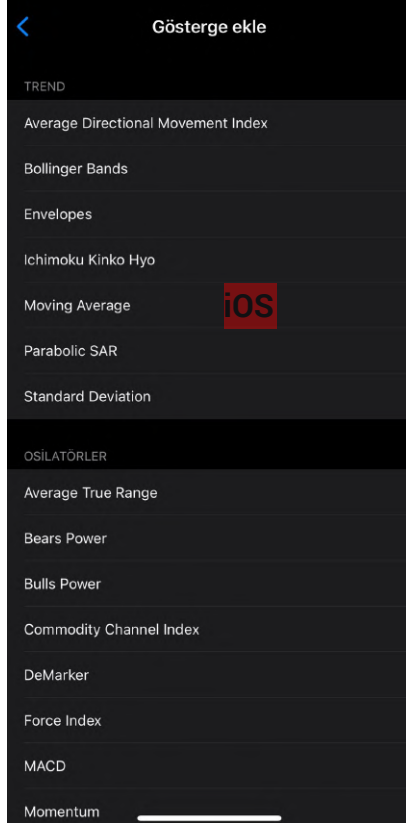 Gösterge ekle
TREND
Average Directional Movement Index
Bollinger Bands
Envelopes
Ichimoku Kinko Hyo
Moving Average
iOS
Parabolic SAR
Standard Deviation
OSİLATÖRLER
Average True Range
Bears Power
Bulls Power
Commodity Channel Index
DeMarker
Force Index
MACD
Momentum